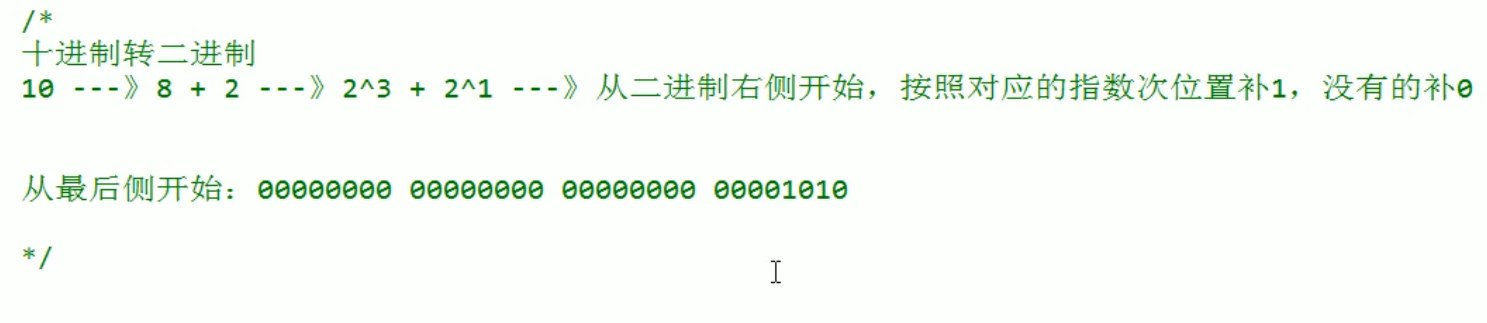 /*
十进制转二进制
10 ---》8 + 2 ---》2^3 + 2^1 ---》从二进制右侧开始，按照对应的指数次位置补1，没有的补0
从最后侧开始：00000000 00000000 00000000 00001010
*/